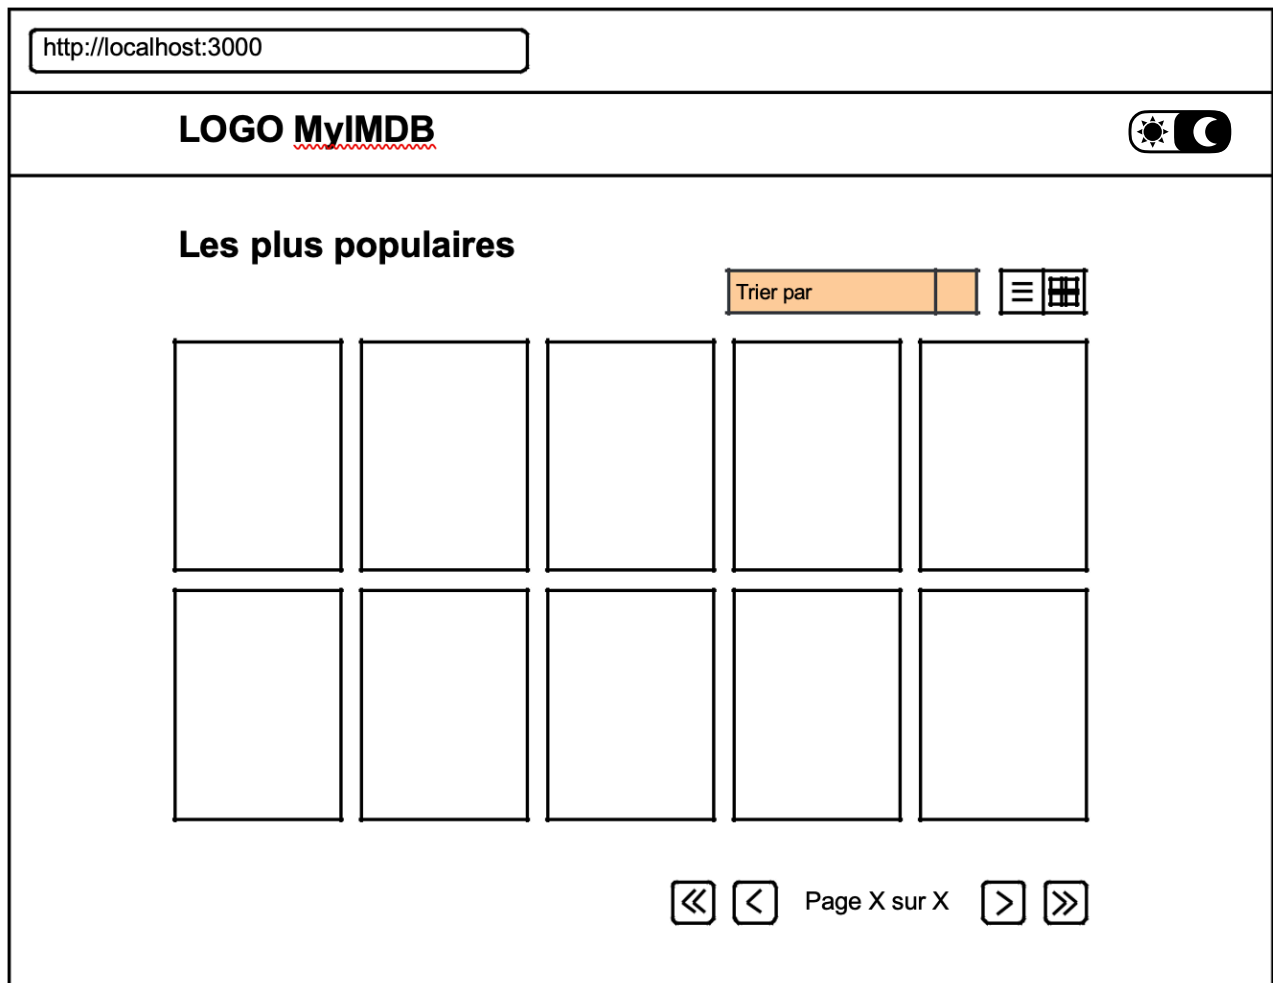 http://localhost:3000
LOGO MyIMDB
Les plus populaires
Trier par
Page X sur X